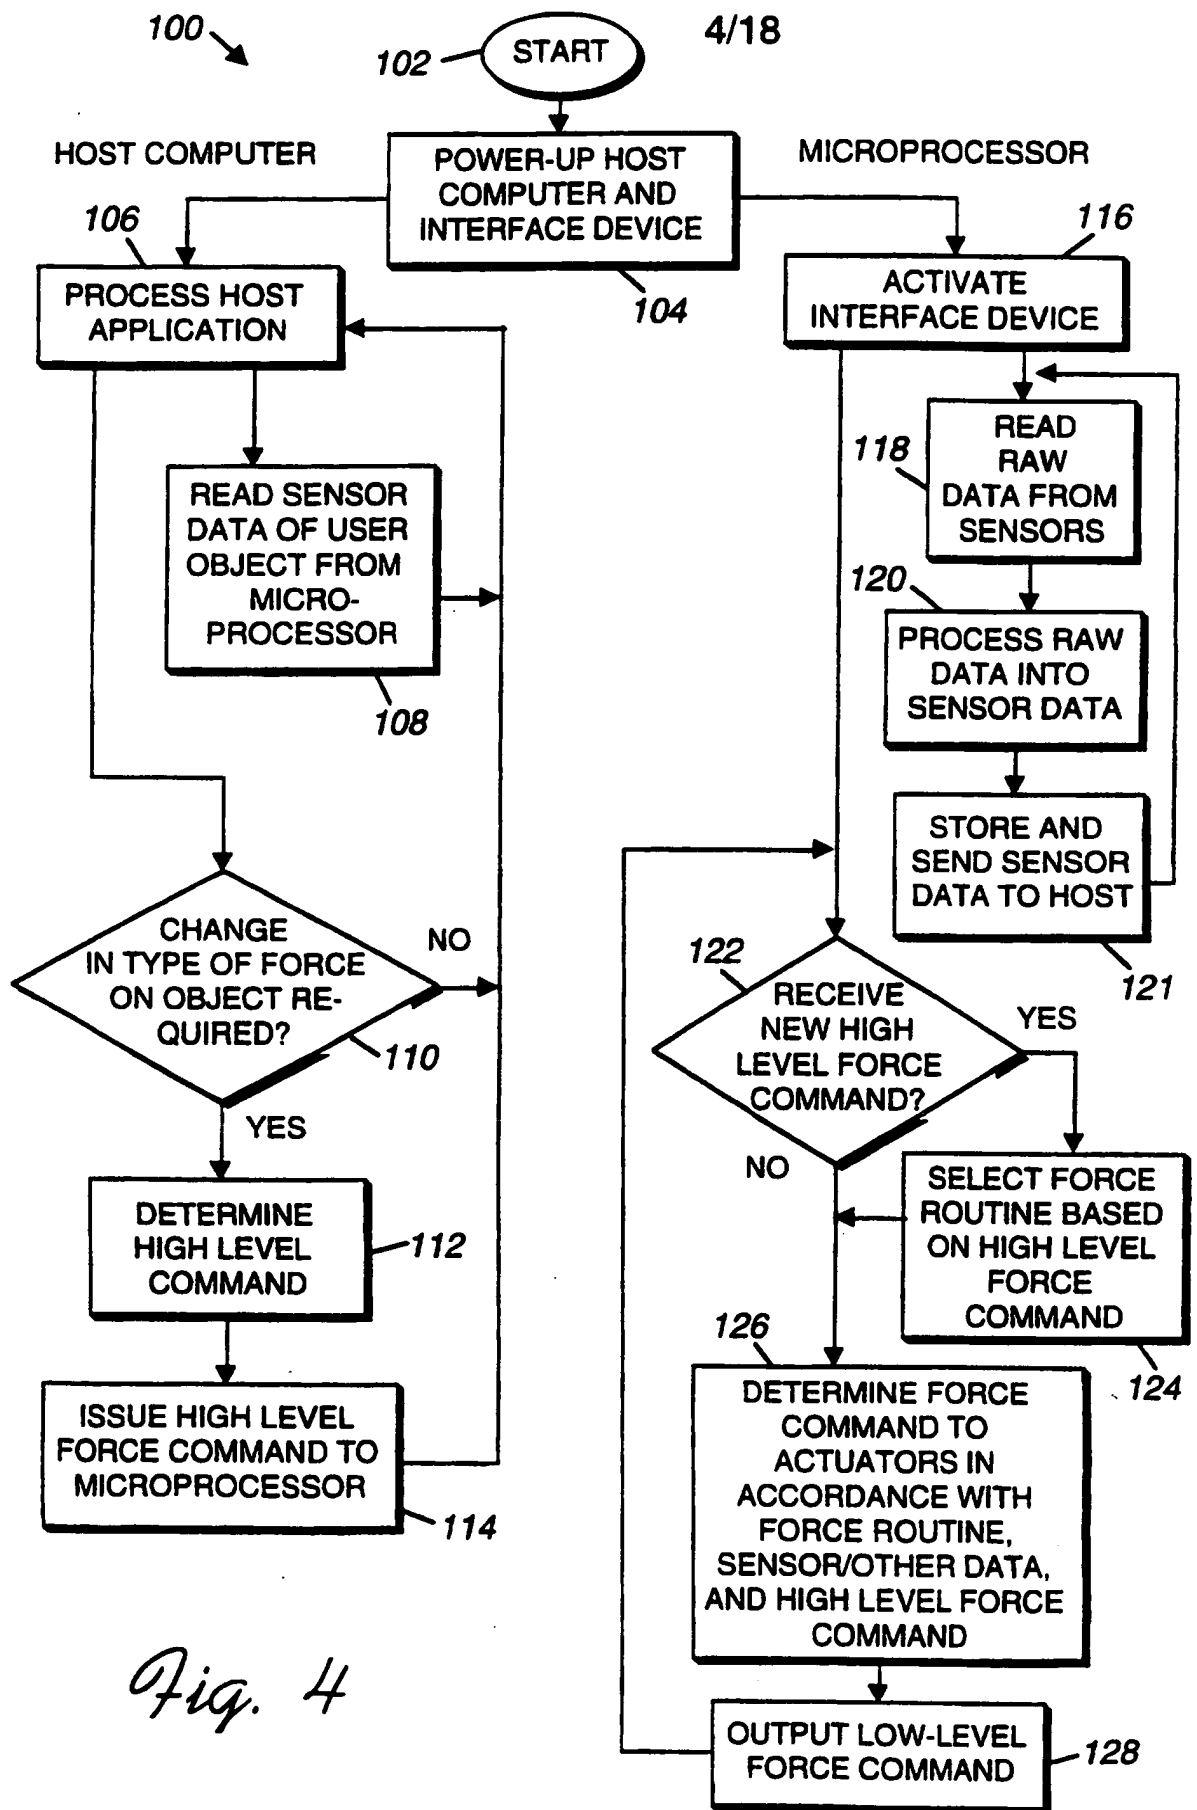 100
4/18
102
START
HOST COMPUTER
POWER-UP HOST
COMPUTER AND
INTERFACE DEVICE
MICROPROCESSOR
104
106
PROCESS HOST
APPLICATION
116
ACTIVATE
INTERFACE DEVICE
READ SENSOR
DATA OF USER
OBJECT FROM
MICRO-
PROCESSOR
108
118
READ
RAW
DATA FROM
SENSORS
120
PROCESS RAW
DATA INTO
SENSOR DATA
STORE AND
SEND SENSOR
DATA TO HOST
121
CHANGE
IN TYPE OF FORCE
ON OBJECT RE-
QUIRED?
NO
110
YES
122
RECEIVE
NEW HIGH
LEVEL FORCE
COMMAND?
YES
NO
DETERMINE
HIGH LEVEL
COMMAND
112
SELECT FORCE
ROUTINE BASED
ON HIGH LEVEL
FORCE
COMMAND
124
ISSUE HIGH LEVEL
FORCE COMMAND TO
MICROPROCESSOR
114
126
DETERMINE FORCE
COMMAND TO
ACTUATORS IN
ACCORDANCE WITH
FORCE ROUTINE,
SENSOR/OTHER DATA,
AND HIGH LEVEL FORCE
COMMAND
OUTPUT LOW-LEVEL
FORCE COMMAND
128
Fig. 4